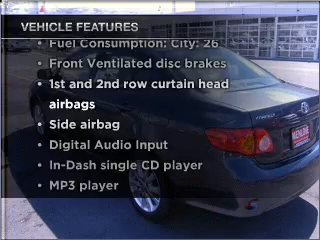 VEHICLE FEATURES
• Fuel Consumption: City: 26
• Front Ventilated disc brakes
• 1st and 2nd row curtain head
airbags
• Side airbag
• Digital Audio Input
• In-Dash single CD player
• MP3 player